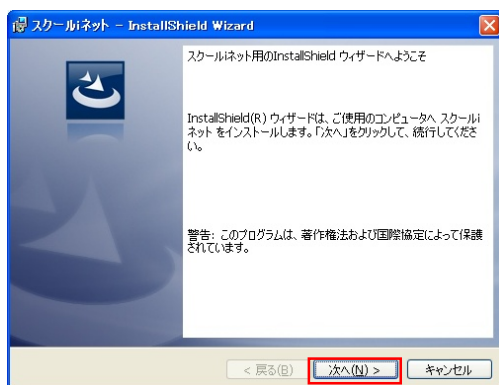 スクールiネット - InstallShield Wizard
スクールiネット用のInstallShield ウィザードへようこそ
InstallShield(R) ウィザードは、ご使用のコンピュータへ スクールi
ネット をインストールします。「次へ」をクリックして、続行してくださ
い。
警告: このプログラムは、著作権法および国際協定によって保護
されています。
< 戻る(B)
次へ(N) >
キャンセル